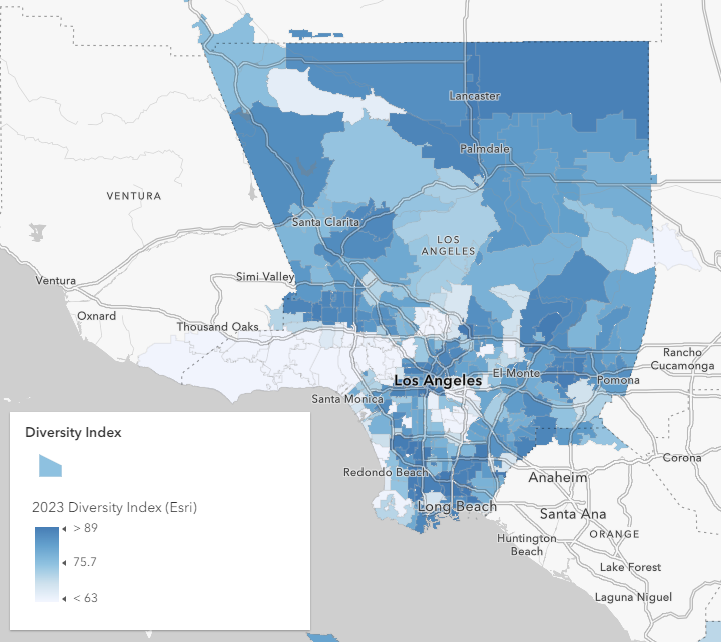 Lancaster
Palmdale
VENTURA
Santa Clarita
LOS
ANGELES
Simi Valley
Ventura
Oxnard
Thousand Oaks
Rancho
Cucamonga
El Monte
Los Angeles
Pomona
Santa Monica
Diversity Index
Corona
Redondo Beach
Anaheim
2023 Diversity Index (Esri)
Long Beach
Santa Ana
> 89
ORANGE
Huntington
Beach
75.7
Lake Forest
< 63
Laguna Niguel